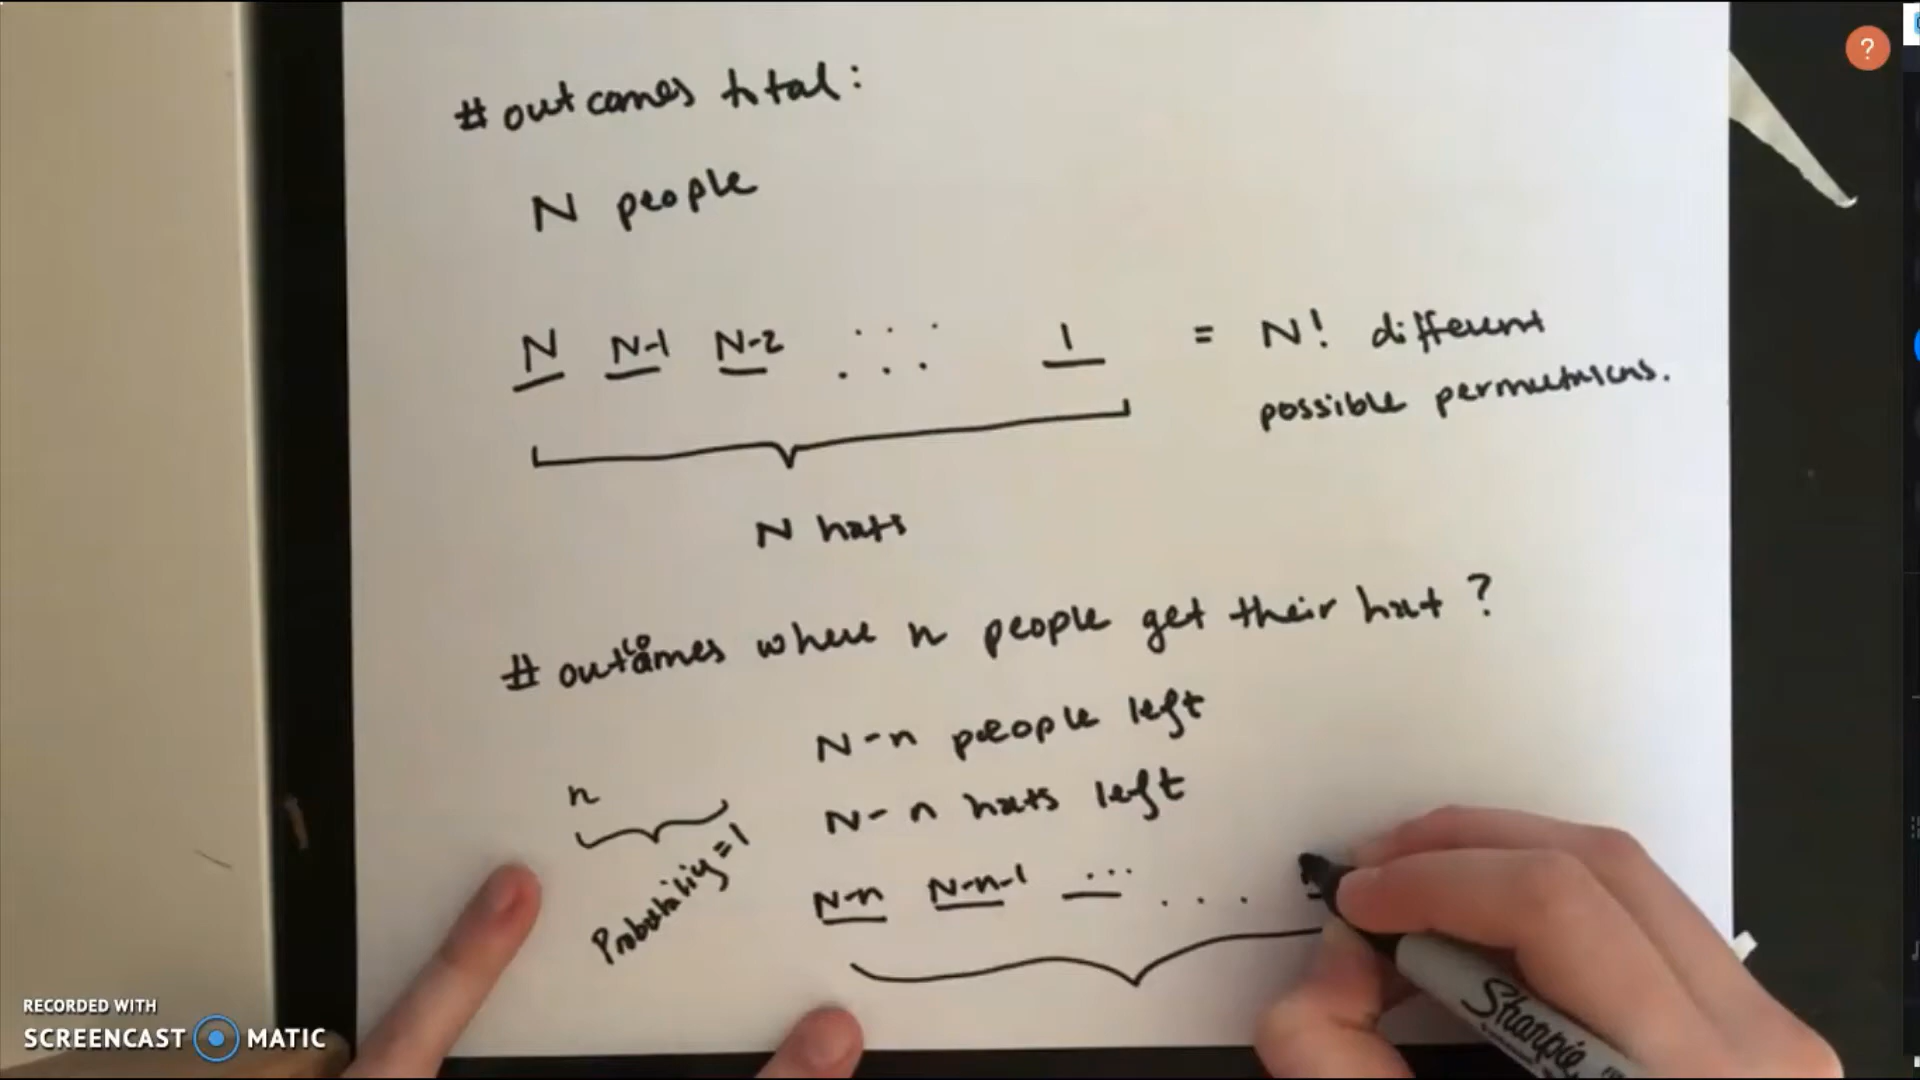 # outcomes total:
N people
N N-1 N-2 ... ... 1 = N! different
possible permutations.
N hats
# outcomes where n people get their hat ?
N-n people left
n
N-n hats left
Probability=1
N-n N-n-1 ... ...
Sharpie
RECORDED WITH
SCREENCAST MATIC
?